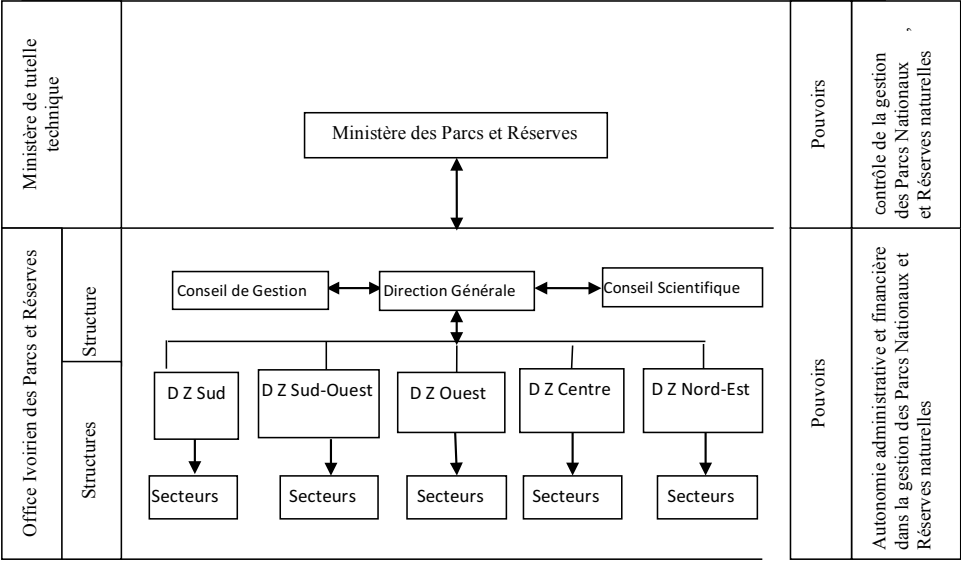 Ministère de tutelle
technique
Ministère des Parcs et Réserves
Pouvoirs
Contrôle de la gestion ,
des Parcs Nationaux
et Réserves naturelles
Office Ivoirien des Parcs et Réserves
Structure
Structures
Conseil de Gestion
Direction Générale
Conseil Scientifique
D Z Sud
D Z Sud-Ouest
D Z Ouest
D Z Centre
D Z Nord-Est
Secteurs
Secteurs
Secteurs
Secteurs
Secteurs
Pouvoirs
Autonomie administrative et financière
dans la gestion des Parcs Nationaux et
Réserves naturelles